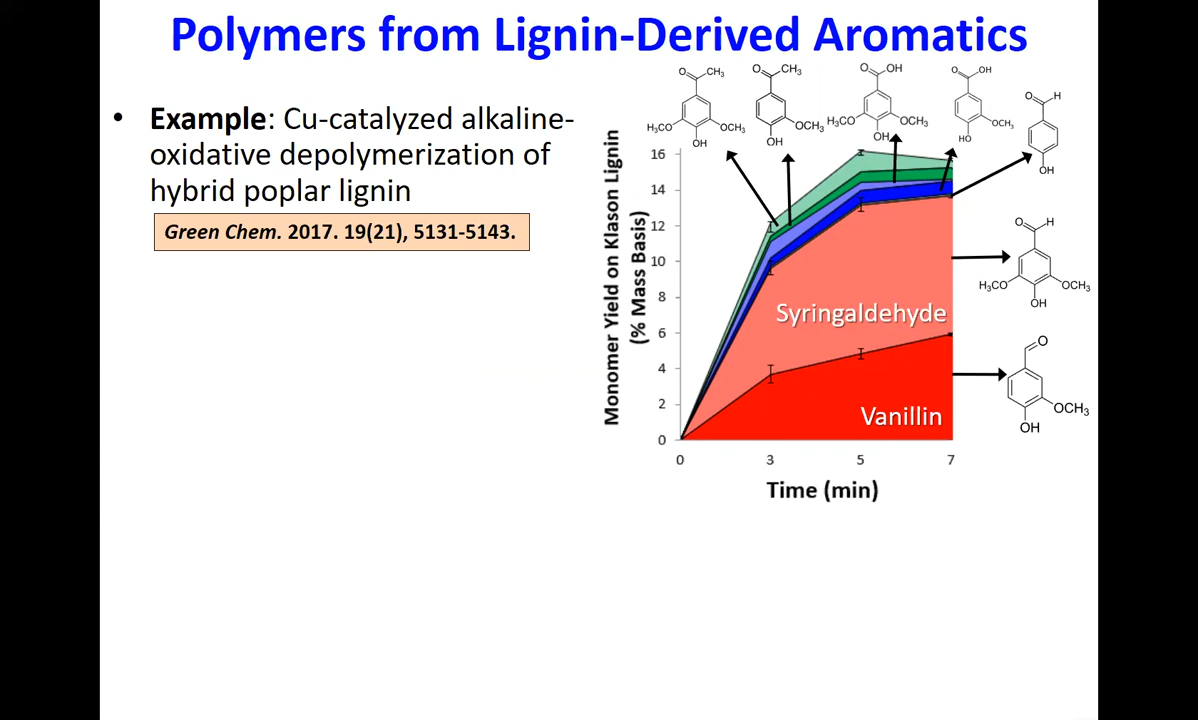 Polymers from Lignin-Derived Aromatics
• Example: Cu-catalyzed alkaline-
oxidative depolymerization of
hybrid poplar lignin
Green Chem. 2017. 19(21), 5131-5143.
Monomer Yield on Klason Lignin
(% Mass Basis)
O CH₃
H₃CO OCH₃
OH
O CH₃
OCH₃
OH
O OH
H₃CO OCH₃
OH
O OH
OCH₃
HO
O H
OH
O H
H₃CO OCH₃
OH
O
OCH₃
OH
16
14
12
10
8
6
4
2
0
Syringaldehyde
Vanillin
0 3 5 7
Time (min)